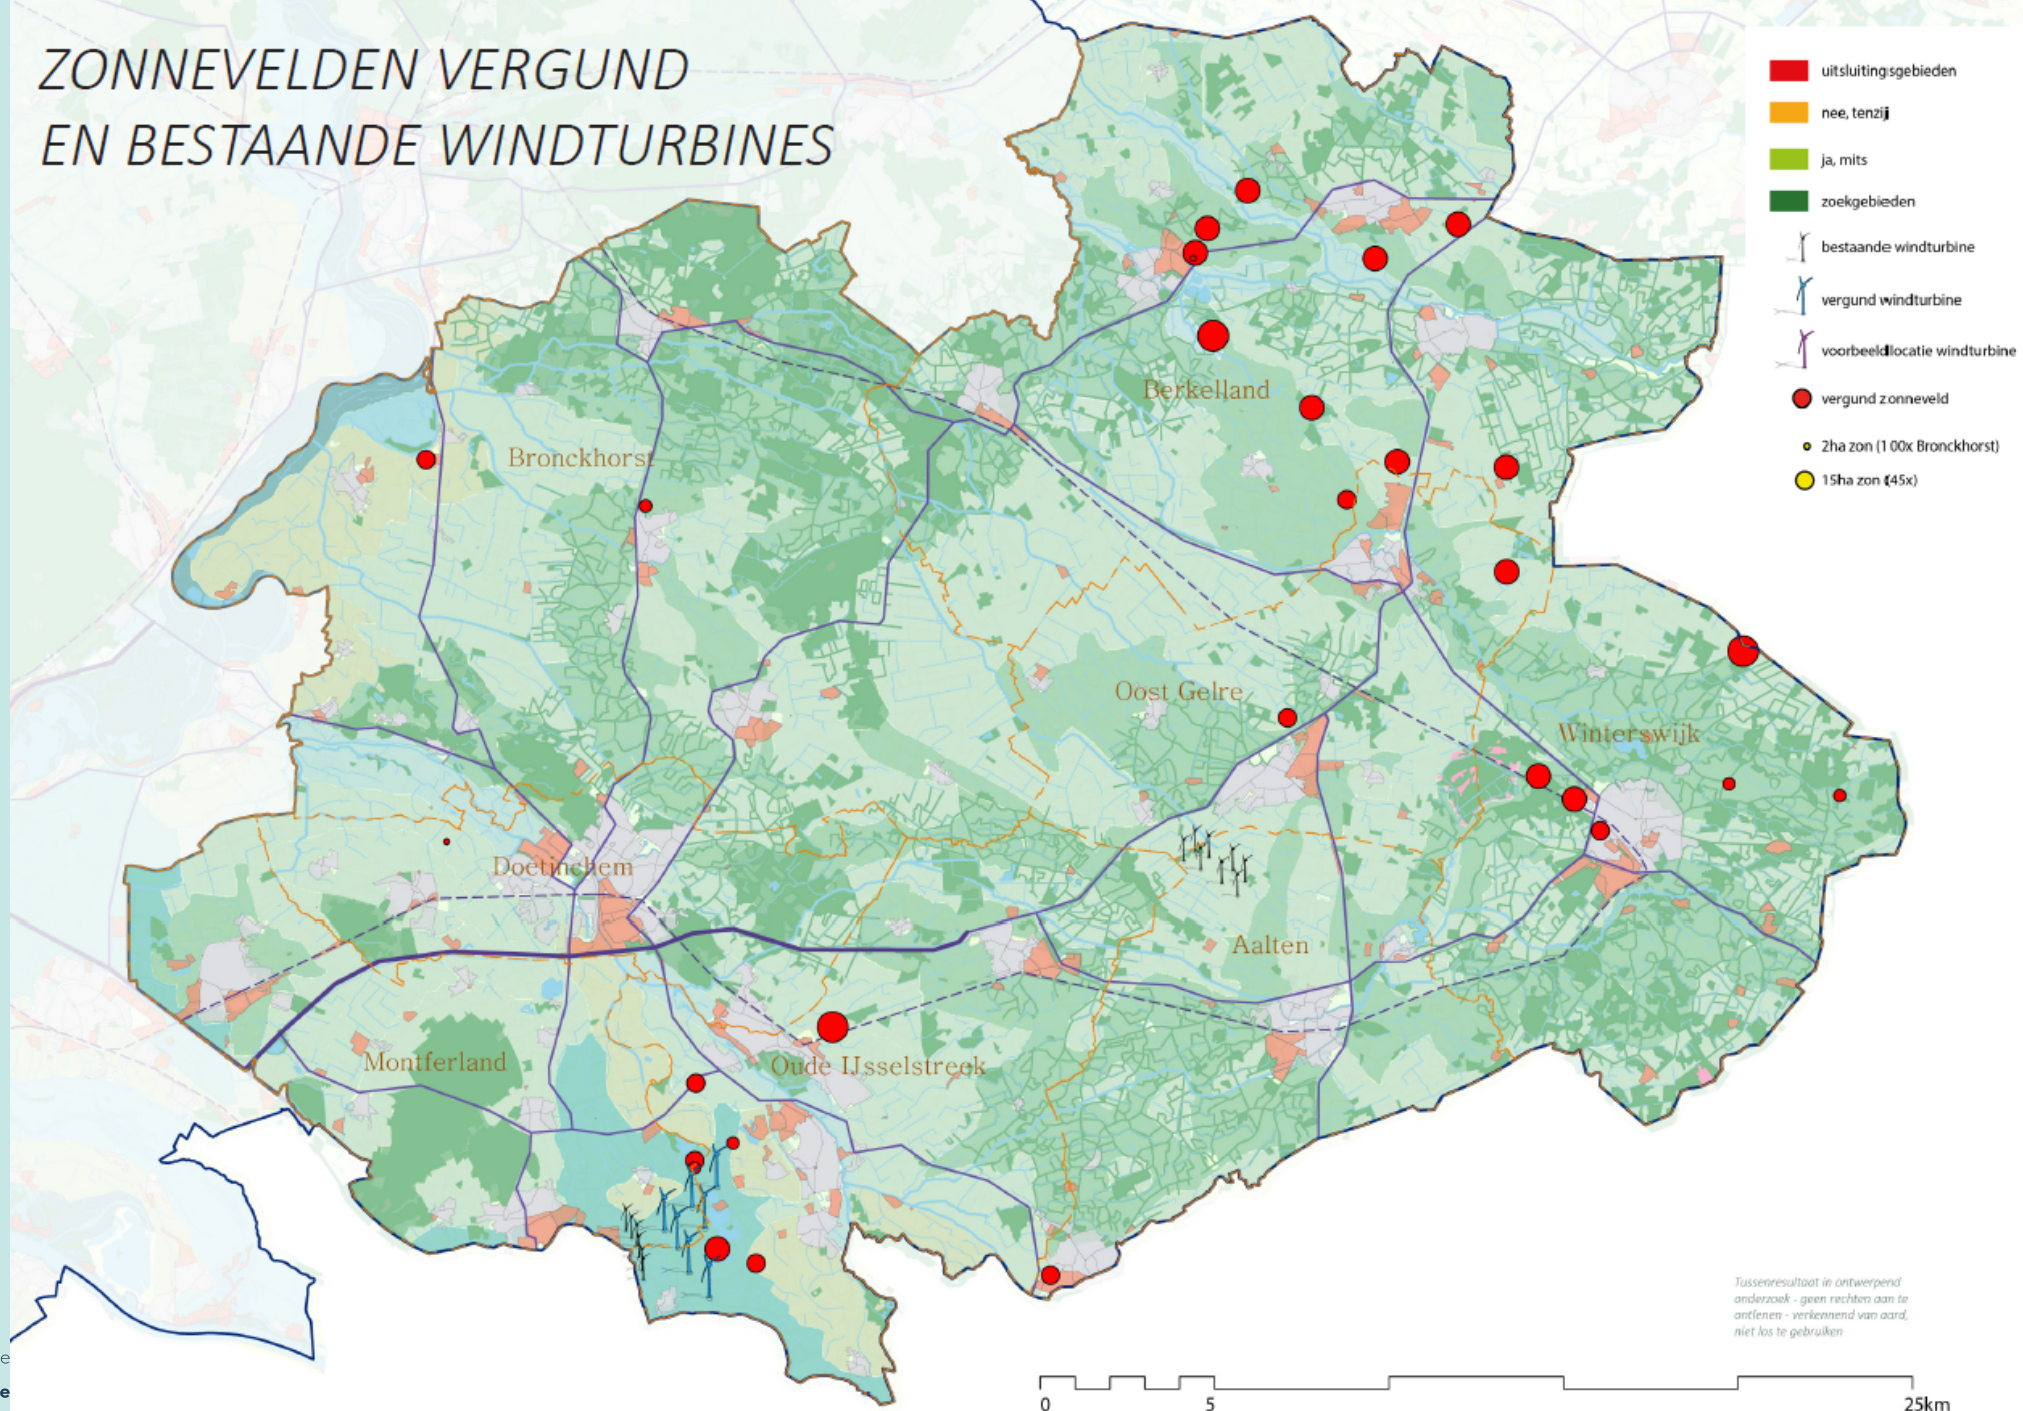 ZONNEVELDEN VERGUND
EN BESTAANDE WINDTURBINES
uitsluitingsgebieden
nee, tenzij
ja, mits
zoekgebieden
bestaande windturbine
vergund windturbine
voorbeeldlocatie windturbine
vergund zonneveld
2ha zon (100x Bronckhorst)
15ha zon (45x)
Berkelland
Bronckhorst
Oost Gelre
Winterswijk
Doetinchem
Aalten
Montferland
Oude IJsselstreek
Tussenresultaat in ontwerpend
onderzoek - geen rechten aan te
ontlenen - verkennend van aard,
niet los te gebruiken
e
e
0 5 25km